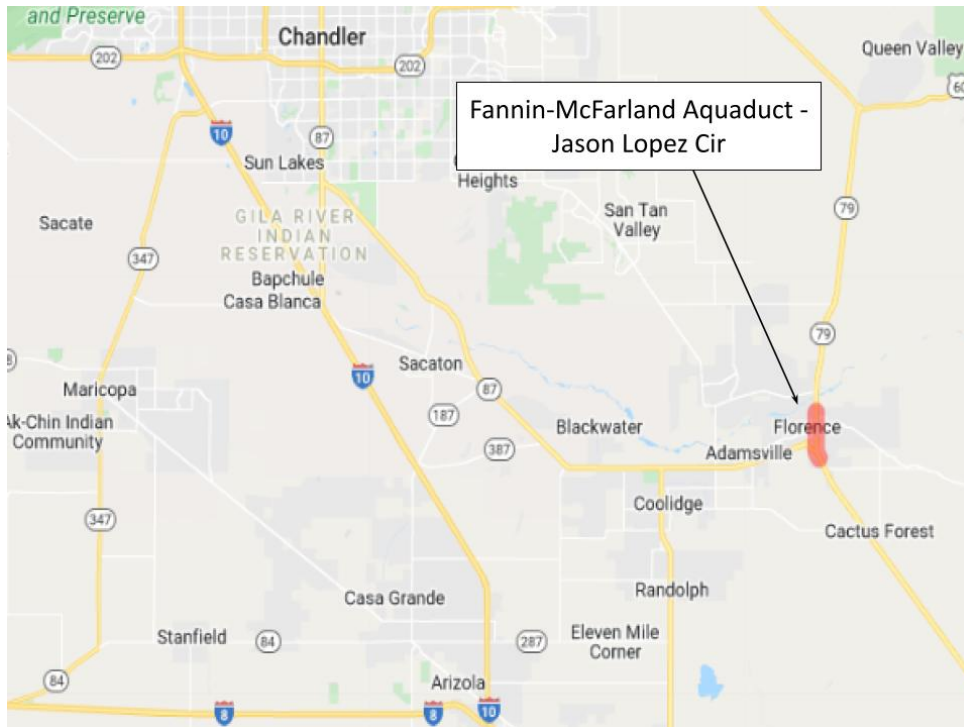 and Preserve
Chandler
202
202
Queen Valley
60
Fannin-McFarland Aquaduct -
Jason Lopez Cir
10
87
Sun Lakes
Heights
Sacate
GILA RIVER
INDIAN
RESERVATION
San Tan
Valley
79
347
Bapchule
Casa Blanca
79
Sacaton
10
87
Maricopa
187
Ak-Chin Indian
Community
Blackwater
Florence
387
Adamsville
347
Coolidge
Cactus Forest
Casa Grande
Randolph
Stanfield
84
287
Eleven Mile
Corner
84
Arizola
8
8
10